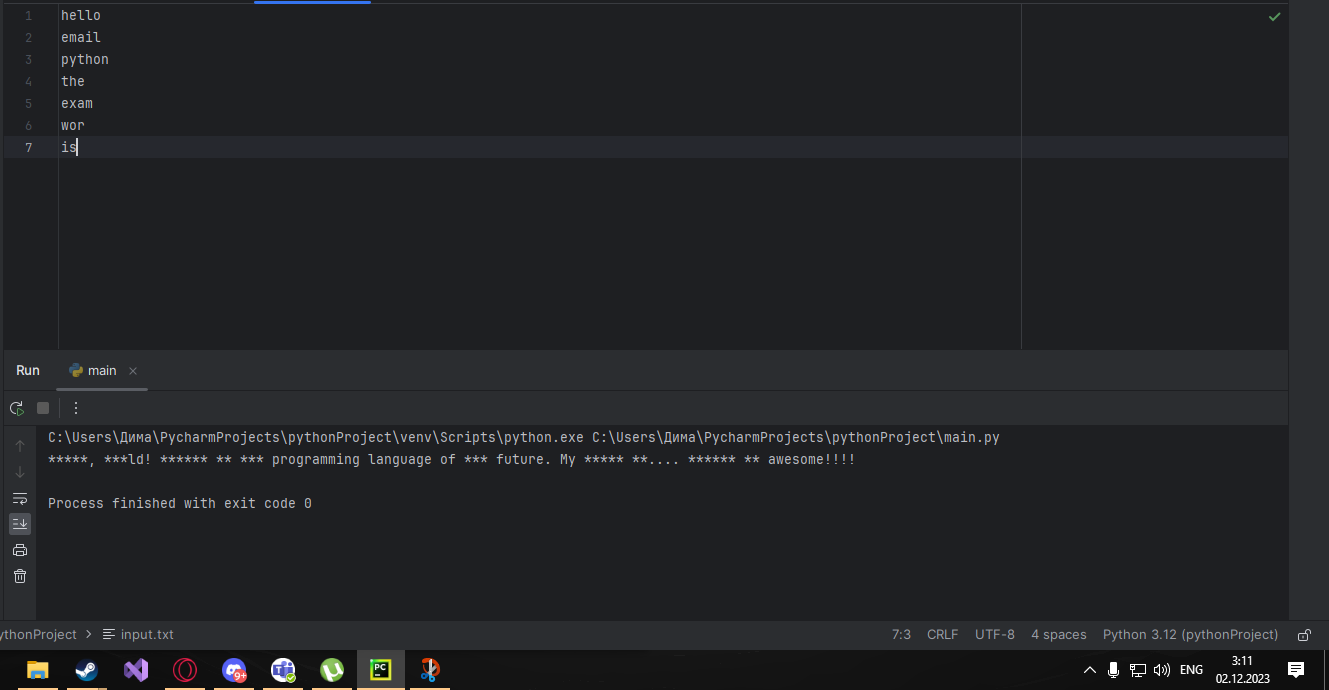 1 hello
2 email
3 python
4 the
5 exam
6 wor
7 is
Run main
C:\Users\Дима\PycharmProjects\pythonProject\venv\Scripts\python.exe C:\Users\Дима\PycharmProjects\pythonProject\main.py
*****, ***ld! ****** ** *** programming language of *** future. My ***** **.... ****** ** awesome!!!!
Process finished with exit code 0
ythonProject > input.txt 7:3 CRLF UTF-8 4 spaces Python 3.12 (pythonProject)
9+ PC ENG 3:11
02.12.2023